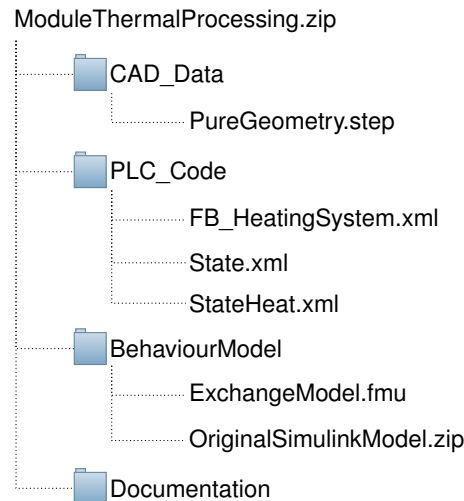 ModuleThermalProcessing.zip
CAD_Data
PureGeometry.step
PLC_Code
FB_HeatingSystem.xml
State.xml
StateHeat.xml
BehaviourModel
ExchangeModel.fmu
OriginalSimulinkModel.zip
Documentation